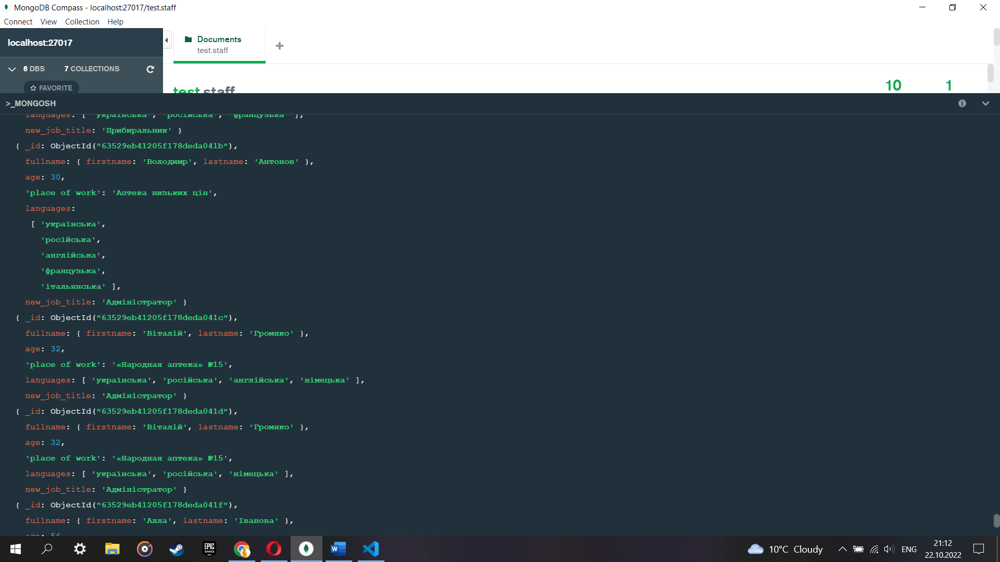 MongoDB Compass - localhost:27017/test.staff
Connect View Collection Help
localhost:27017
Documents
test.staff
6 DBS 7 COLLECTIONS
FAVORITE
test.staff
10 1
>_MONGOSH
languages: [ 'українська', 'російська', 'французька' ],
new_job_title: 'Прибиральник' }
{ _id: ObjectId("63529eb41205f178deda041b"),
fullname: { firstname: 'Володимр', lastname: 'Антонов' },
age: 30,
'place of work': 'Аптека низьких цін',
languages:
[ 'українська',
'російська',
'англійська',
'французька',
'італьянська' ],
new_job_title: 'Адміністратор' }
{ _id: ObjectId("63529eb41205f178deda041c"),
fullname: { firstname: 'Віталій', lastname: 'Громяко' },
age: 32,
'place of work': '«Народная аптека» №15',
languages: [ 'українська', 'російська', 'англійська', 'німецька' ],
new_job_title: 'Адміністратор' }
{ _id: ObjectId("63529eb41205f178deda041d"),
fullname: { firstname: 'Віталій', lastname: 'Громяко' },
age: 32,
'place of work': '«Народная аптека» №15',
languages: [ 'українська', 'російська', 'німецька' ],
new_job_title: 'Адміністратор' }
{ _id: ObjectId("63529eb41205f178deda041f"),
fullname: { firstname: 'Алла', lastname: 'Іванова' },
age: 56
EPIC GAMES
10°C Cloudy
ENG
21:12
22.10.2022